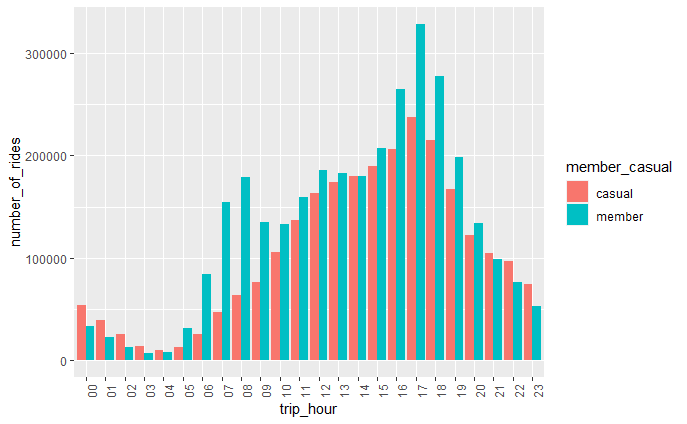 300000
200000
100000
0
number_of_rides
00 01 02 03 04 05 06 07 08 09 10 11 12 13 14 15 16 17 18 19 20 21 22 23
trip_hour
member_casual
casual
member